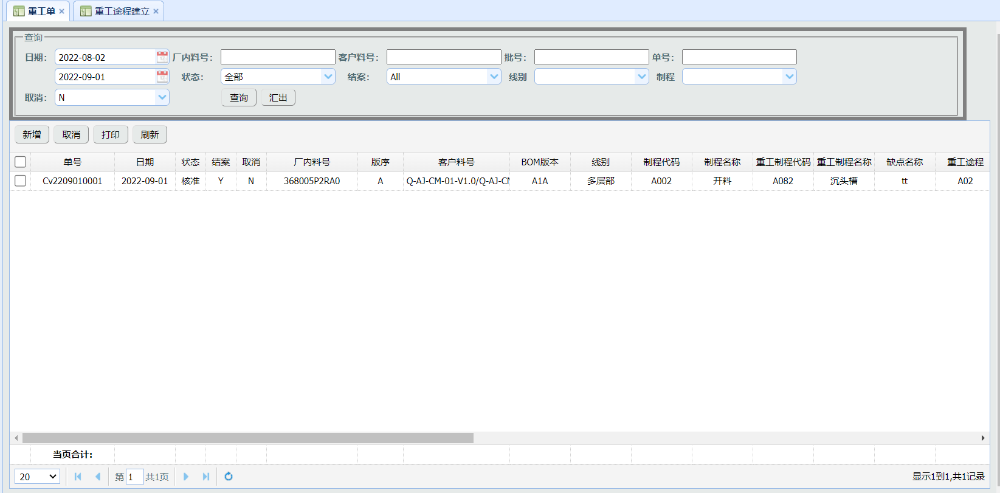 重工单 重工途程建立
查询
日期: 2022-08-02 厂内料号: 客户料号: 批号: 单号:
2022-09-01 状态: 全部 结案: All 线别 制程
取消: N 查询 汇出
新增 取消 打印 刷新
单号 日期 状态 结案 取消 厂内料号 版序 客户料号 BOM版本 线别 制程代码 制程名称 重工制程代码 重工制程名称 缺点名称 重工途程
Cv2209010001 2022-09-01 核准 Y N 368005P2RA0 A Q-AJ-CM-01-V1.0/Q-AJ-CM A1A 多层部 A002 开料 A082 沉头槽 tt A02
当页合计:
20 第 1 共1页 显示1到1,共1记录